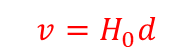 v = H₀d